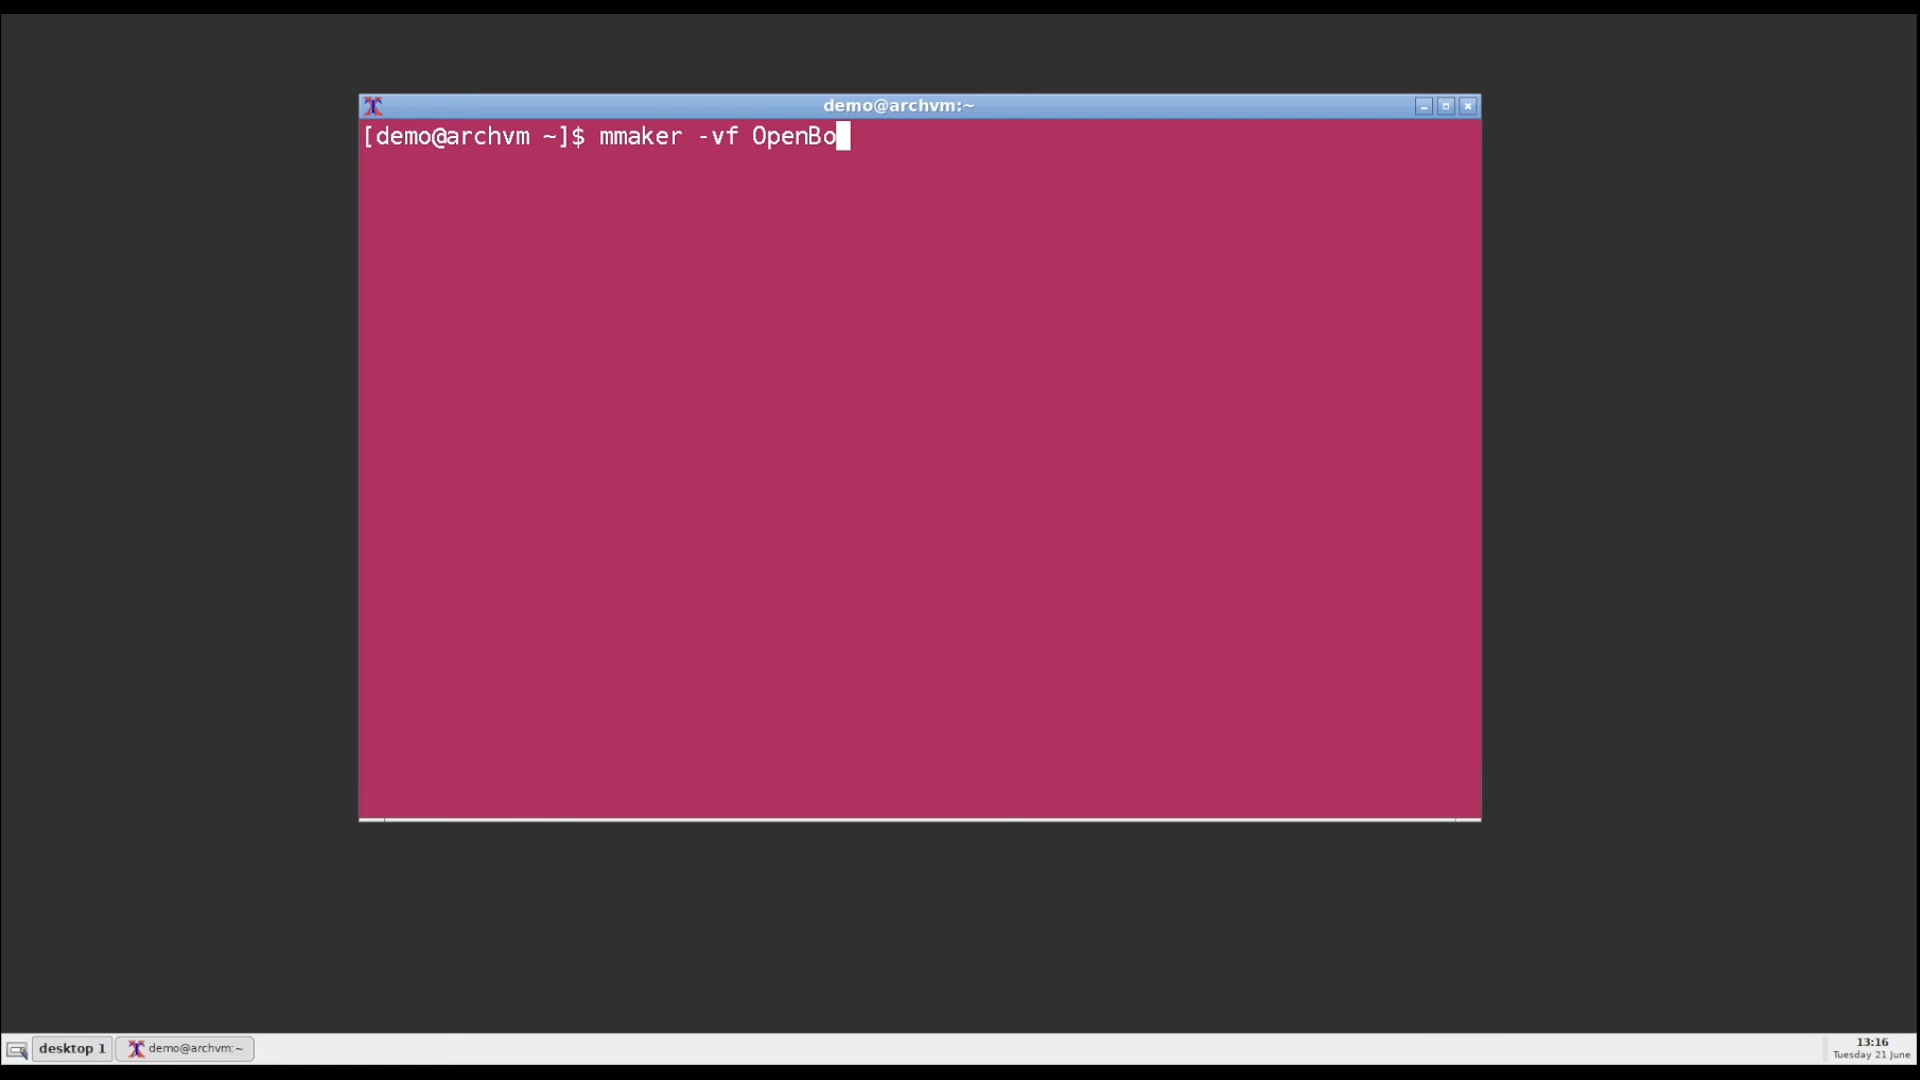 demo@archvm:~
[demo@archvm ~]$ mmaker -vf OpenBo
desktop 1
demo@archvm:~
13:16
Tuesday 21 June